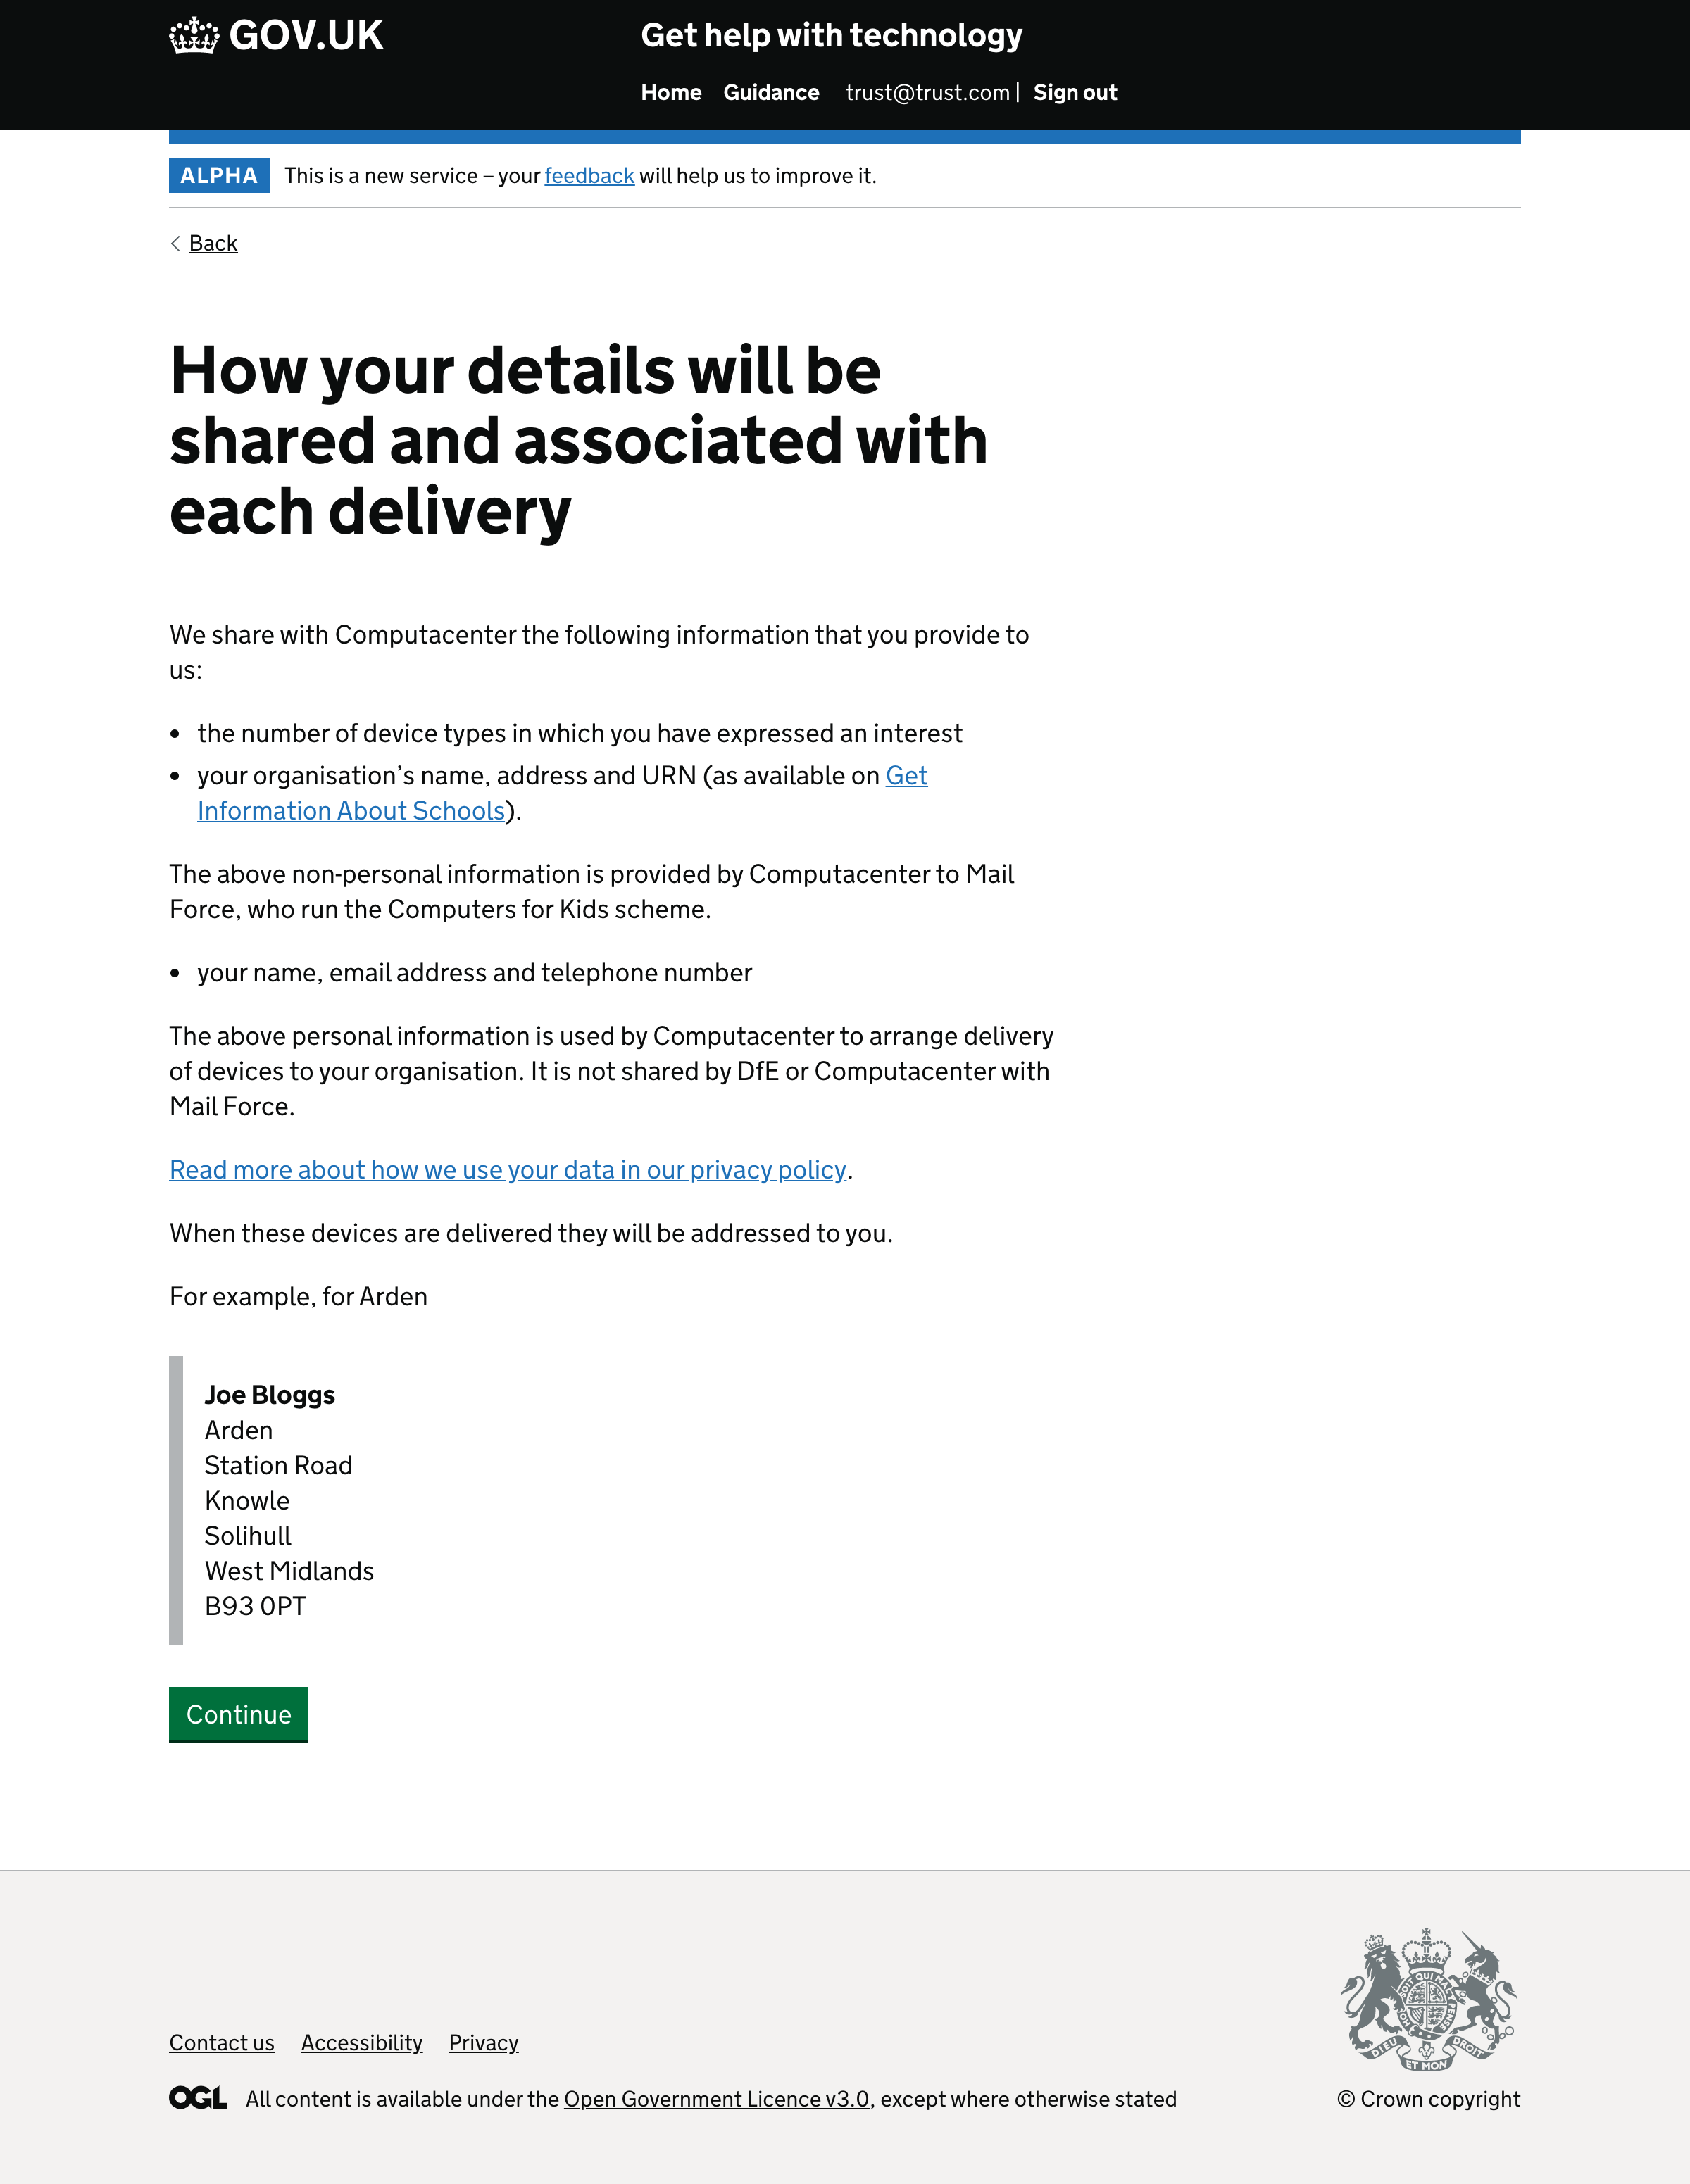 GOV.UK
Get help with technology
Home Guidance trust@trust.com | Sign out
ALPHA This is a new service – your feedback will help us to improve it.
Back
How your details will be
shared and associated with
each delivery
We share with Computacenter the following information that you provide to
us:
• the number of device types in which you have expressed an interest
• your organisation’s name, address and URN (as available on Get
Information About Schools).
The above non-personal information is provided by Computacenter to Mail
Force, who run the Computers for Kids scheme.
• your name, email address and telephone number
The above personal information is used by Computacenter to arrange delivery
of devices to your organisation. It is not shared by DfE or Computacenter with
Mail Force.
Read more about how we use your data in our privacy policy.
When these devices are delivered they will be addressed to you.
For example, for Arden
Joe Bloggs
Arden
Station Road
Knowle
Solihull
West Midlands
B93 0PT
Continue
SOIT QUI MAL PENSE
DIEU ET MON DROIT
Contact us Accessibility Privacy
OGL All content is available under the Open Government Licence v3.0, except where otherwise stated
© Crown copyright